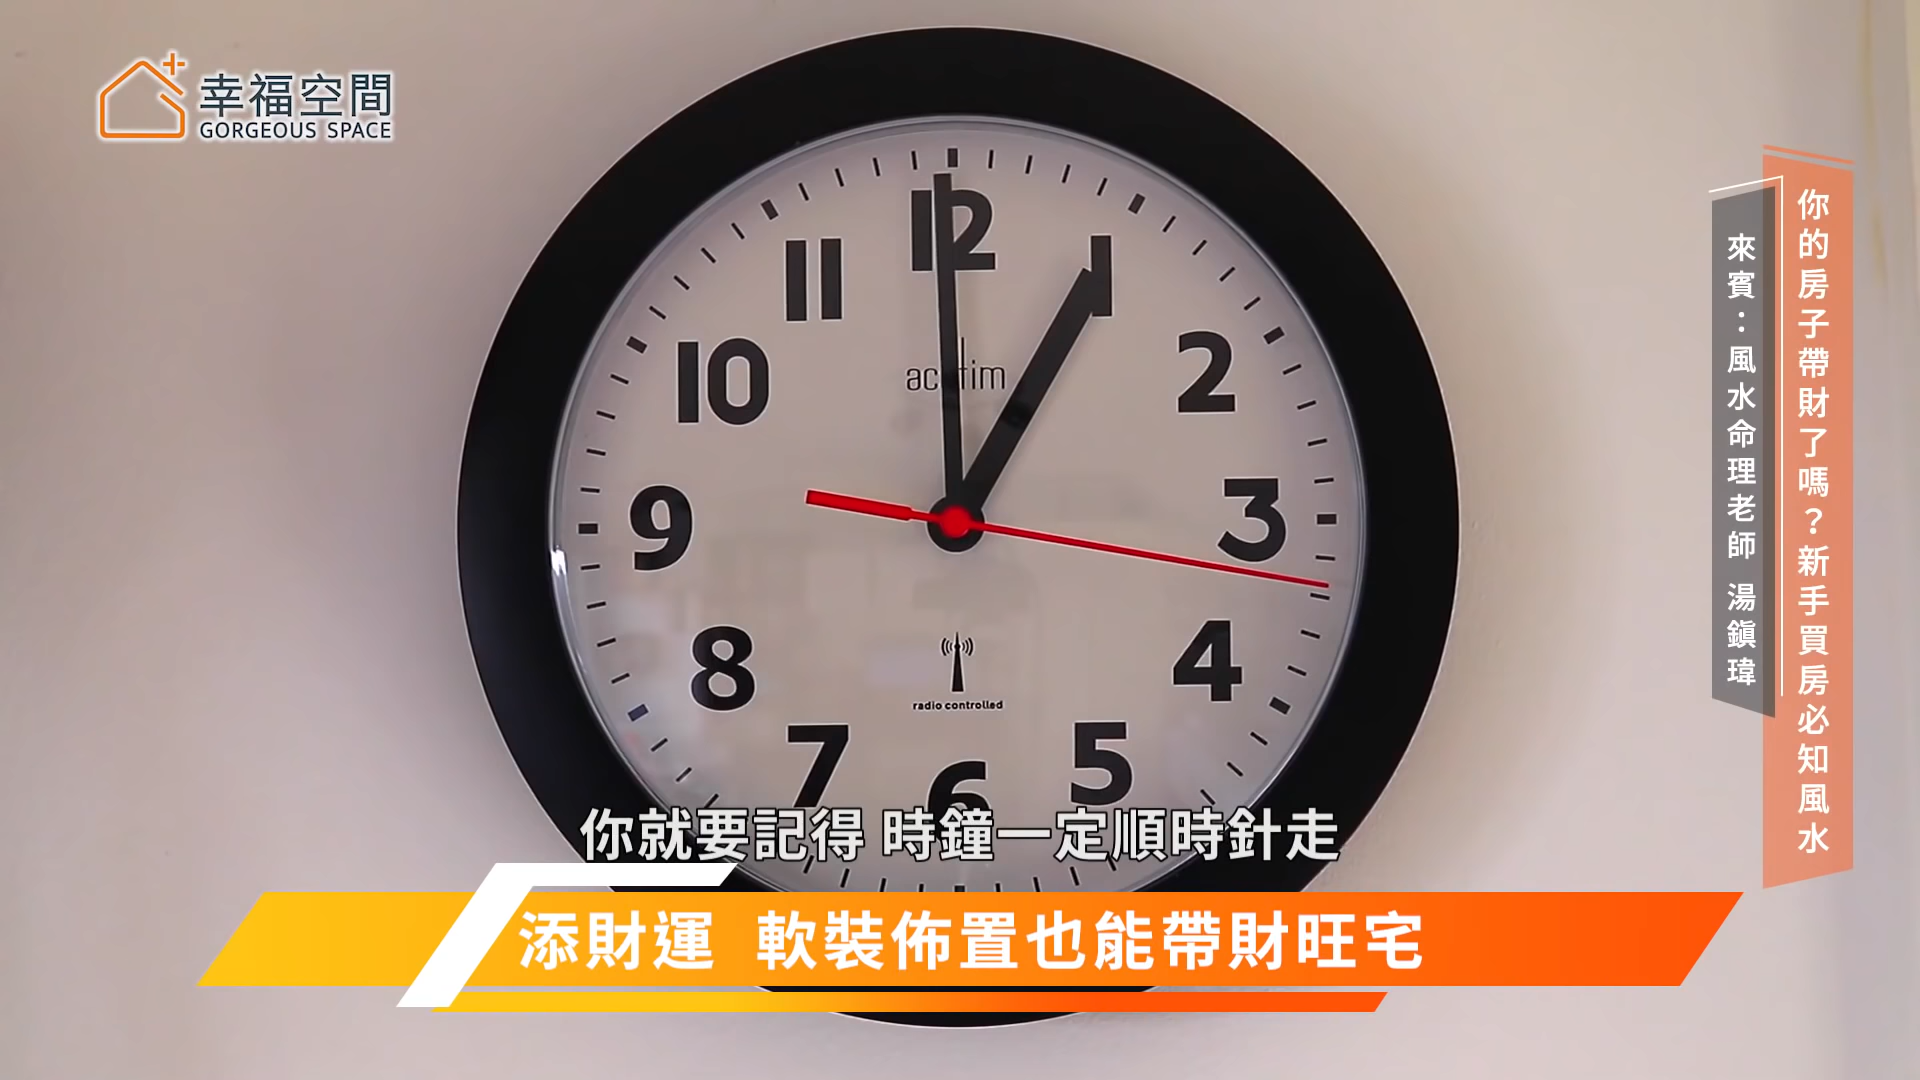 幸福空間
GORGEOUS SPACE
你的房子帶財了嗎？新手買房必知風水
來賓：風水命理老師 湯鎭瑋
12
1
2
3
4
5
6
7
8
9
10
11
radio controlled
你就要記得 時鐘一定順時針走
添財運 軟裝佈置也能帶財旺宅